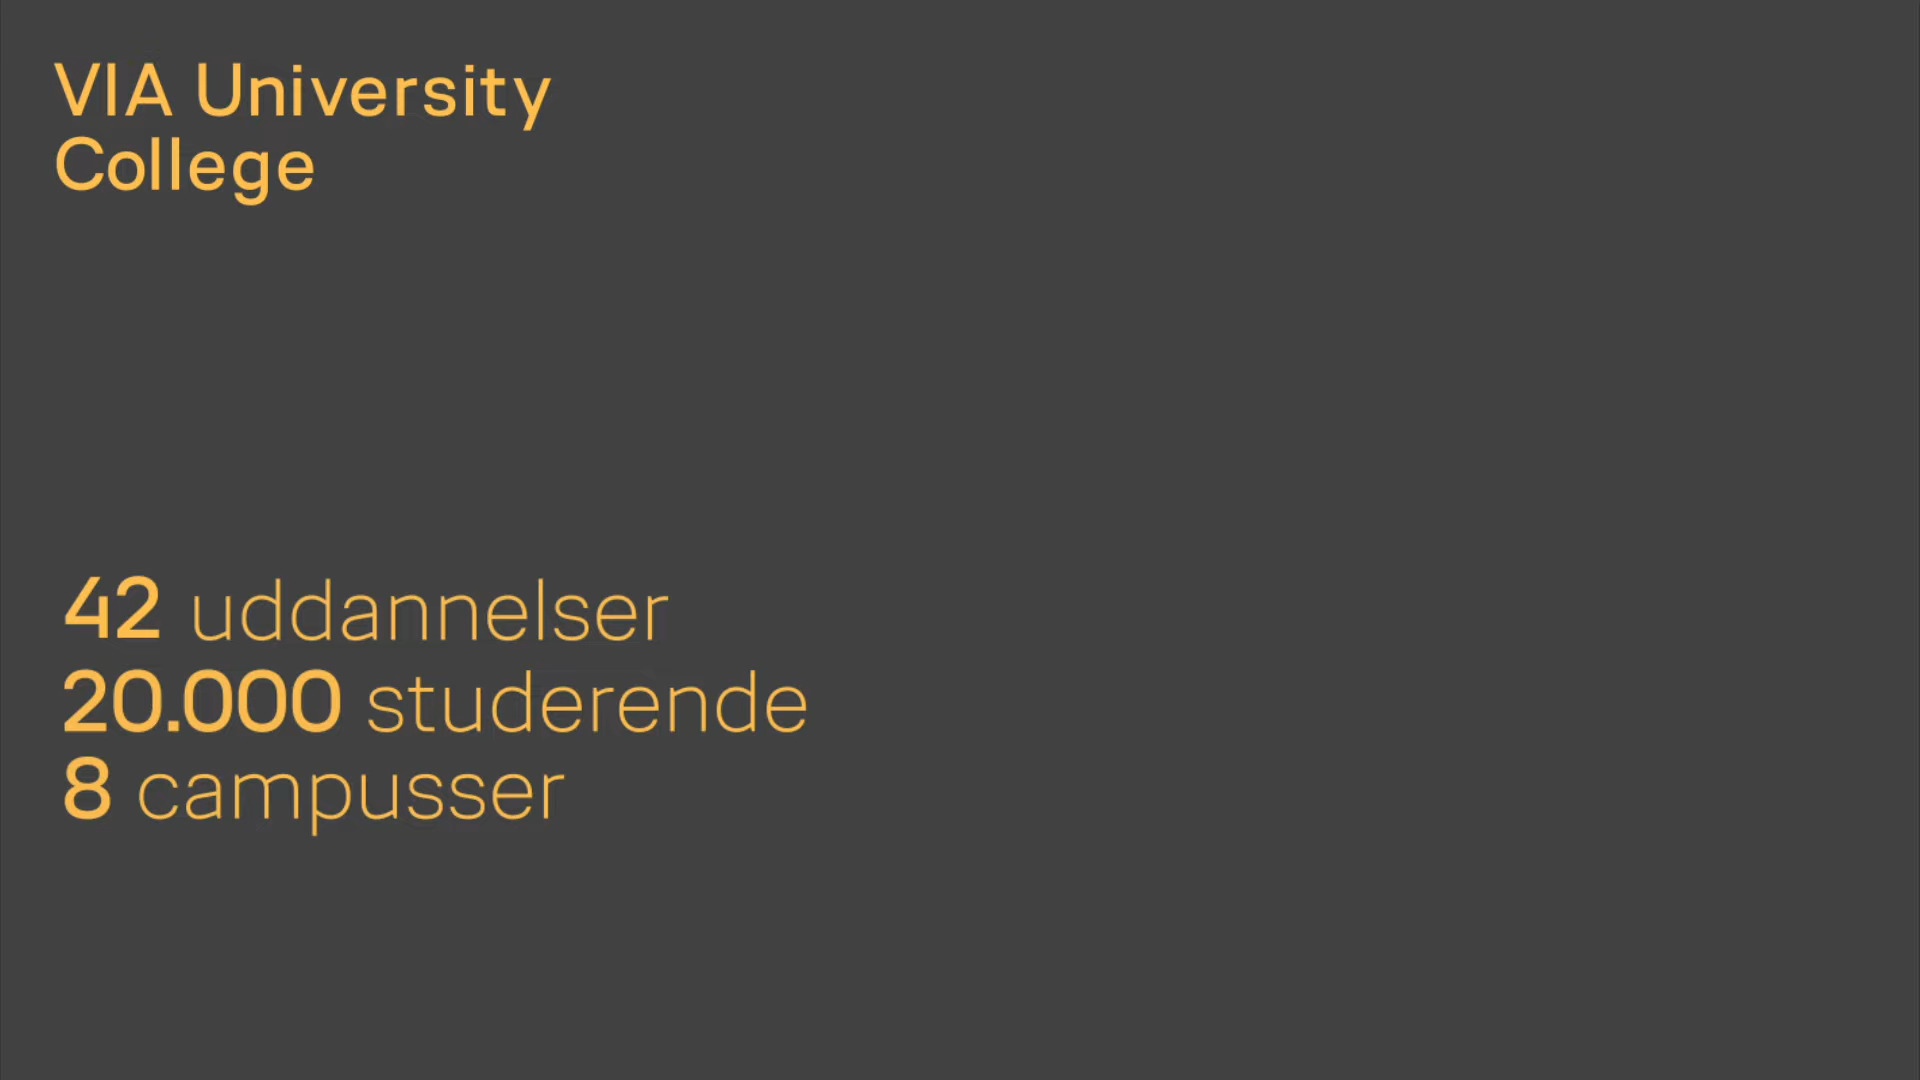 VIA University
College
42 uddannelser
20.000 studerende
8 campusser